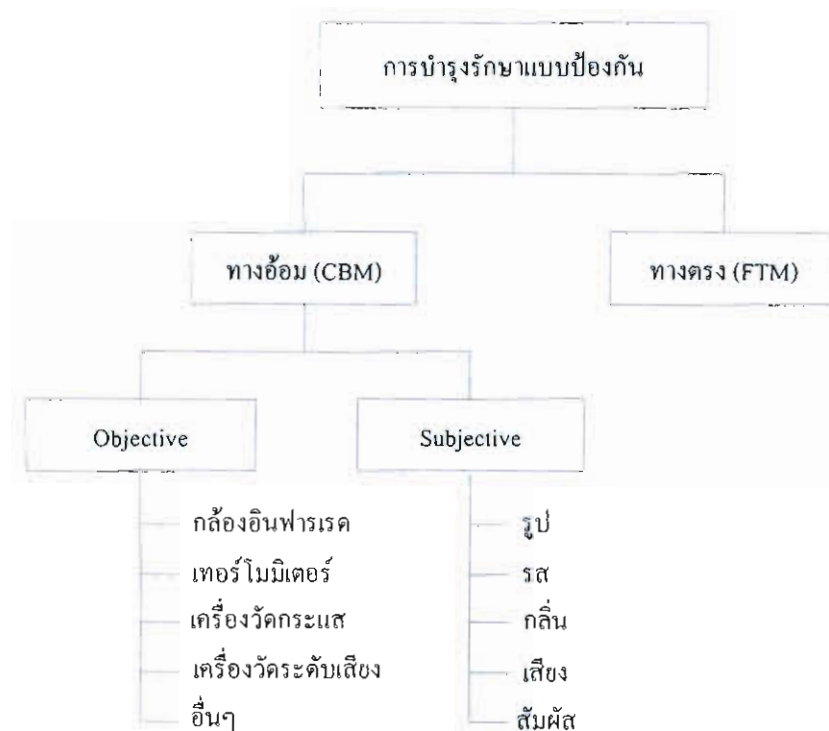 การบำรุงรักษาแบบป้องกัน
ทางอ้อม (CBM)
ทางตรง (FTM)
Objective
Subjective
กล้องอินฟารเรด
เทอร์โมมิเตอร์
เครื่องวัดกระแส
เครื่องวัดระดับเสียง
อื่นๆ
รูป
รส
กลิ่น
เสียง
สัมผัส